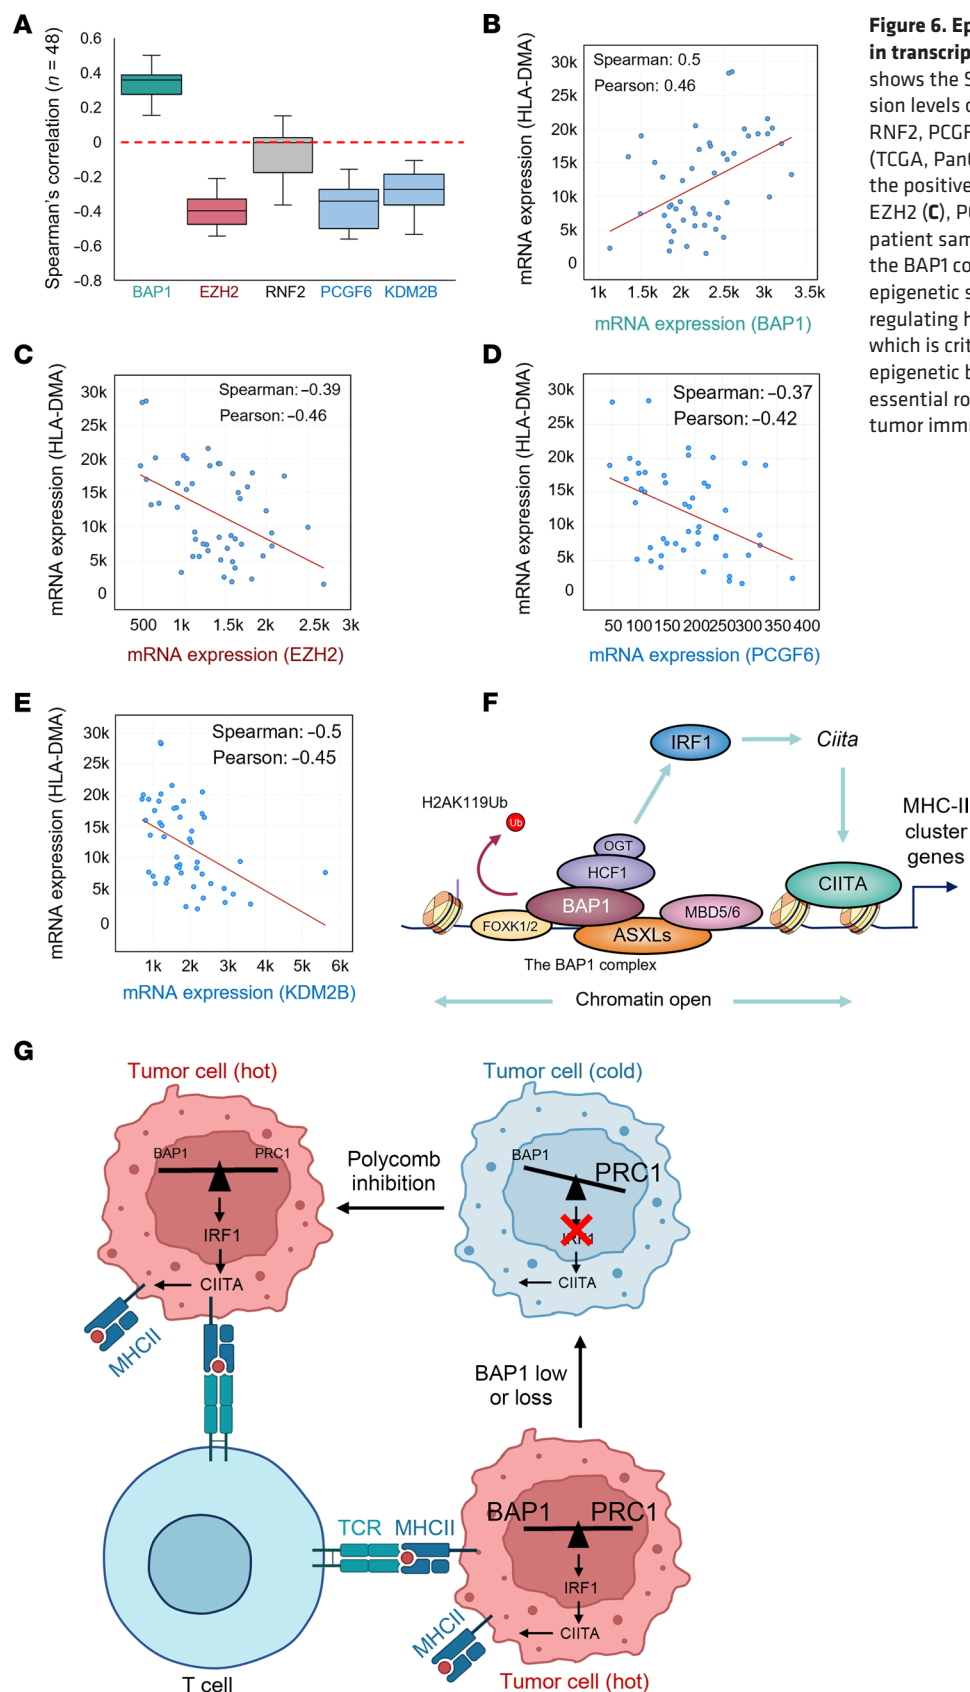 A
Spearman's correlation (n = 48)
0.6
0.4
0.2
0
−0.2
−0.4
−0.6
−0.8
BAP1
EZH2
RNF2
PCGF6
KDM2B
B
mRNA expression (HLA-DMA)
30k
25k
20k
15k
10k
5k
0
Spearman: 0.5
Pearson: 0.46
1k
1.5k
2k
2.5k
3k
3.5k
mRNA expression (BAP1)
Figure 6. Ep
in transcrip
shows the S
sion levels o
RNF2, PCGF
(TCGA, Pan
the positive
EZH2 (C), P
patient sam
the BAP1 co
epigenetic s
regulating h
which is crit
epigenetic b
essential ro
tumor imm
C
mRNA expression (HLA-DMA)
30k
25k
20k
15k
10k
5k
0
Spearman: −0.39
Pearson: −0.46
500
1k
1.5k
2k
2.5k
3k
mRNA expression (EZH2)
D
mRNA expression (HLA-DMA)
30k
25k
20k
15k
10k
5k
0
Spearman: −0.37
Pearson: −0.42
50 100 150 200 250 300 350 400
mRNA expression (PCGF6)
E
mRNA expression (HLA-DMA)
30k
25k
20k
15k
10k
5k
0
Spearman: −0.5
Pearson: −0.45
1k
2k
3k
4k
5k
6k
mRNA expression (KDM2B)
F
IRF1
Ciita
H2AK119Ub
Ub
OGT
HCF1
BAP1
FOXK1/2
ASXLs
MBD5/6
CIITA
MHC-II
cluster
genes
The BAP1 complex
Chromatin open
G
Tumor cell (hot)
BAP1
PRC1
IRF1
CIITA
MHCII
Polycomb
inhibition
Tumor cell (cold)
BAP1
PRC1
IRF1
CIITA
BAP1 low
or loss
TCR
MHCII
BAP1
PRC1
IRF1
CIITA
MHCII
T cell
Tumor cell (hot)